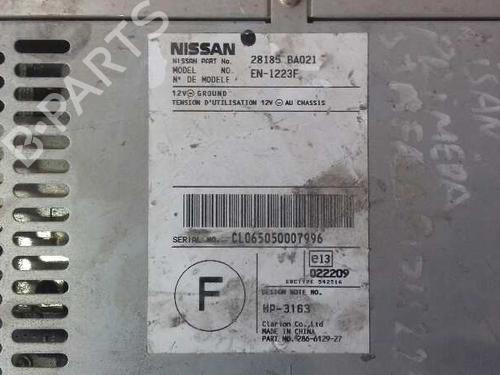 NISSAN
NISSAN PART No. 28185 BA021
MODEL NO. EN-1223F
N° DE MODELE
12V⊖ GROUND
TENSION D'UTILISATION 12V ⊖ AU CHASSIS
SERIAL NO. CL065050007996
e13
022209
F
DESIGN NOTE NO.
HP-3163
Clarion Co., Ltd
MADE IN CHINA
PART NO. 286-6129-27
B-PARTS